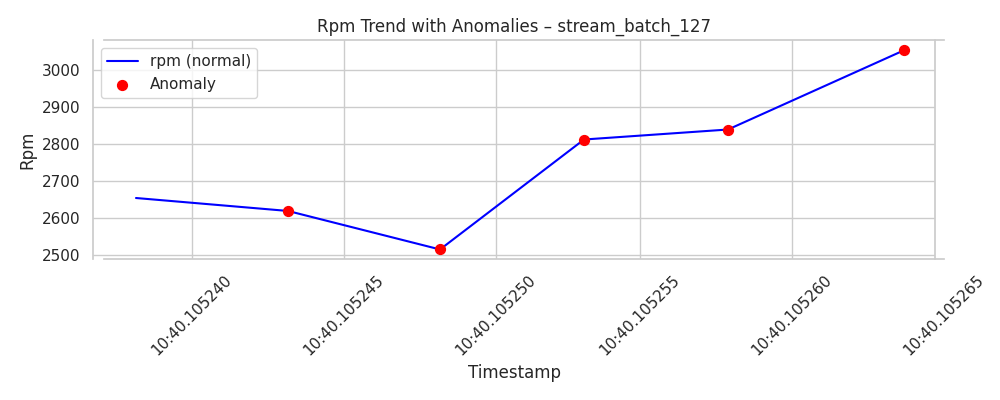 Rpm Trend with Anomalies – stream_batch_127
rpm (normal)
Anomaly
3000
2900
2800
2700
2600
2500
Rpm
10:40.105240
10:40.105245
10:40.105250
10:40.105255
10:40.105260
10:40.105265
Timestamp